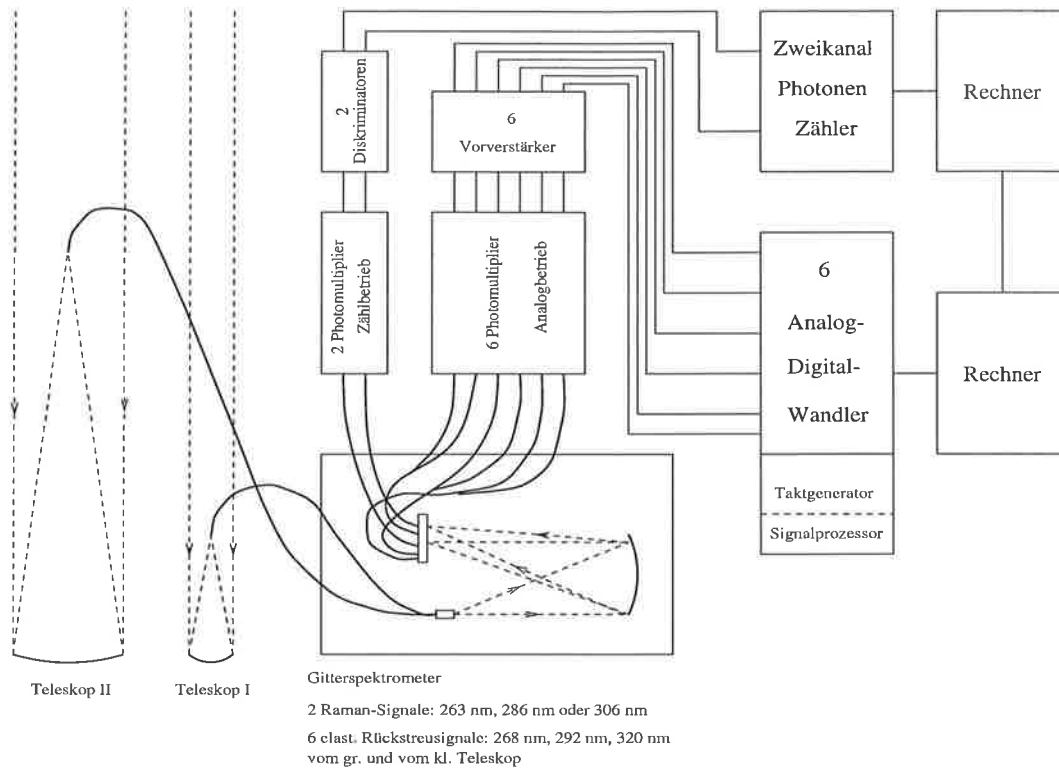 2
Diskriminatoren
6
Vorverstärker
Zweikanal
Photonen
Zähler
Rechner
2 Photomultiplier
Zählbetrieb
6 Photomultiplier
Analogbetrieb
6
Analog-
Digital-
Wandler
Rechner
Taktgenerator
Signalprozessor
Teleskop II
Teleskop I
Gitterspektrometer
2 Raman-Signale: 263 nm, 286 nm oder 306 nm
6 elast. Rückstreusignale: 268 nm, 292 nm, 320 nm
vom gr. und vom kl. Teleskop